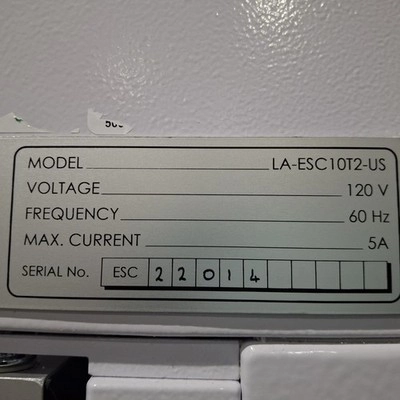 MODEL LA-ESC10T2-US
VOLTAGE 120 V
FREQUENCY 60 Hz
MAX. CURRENT 5A
SERIAL No. ESC 22014